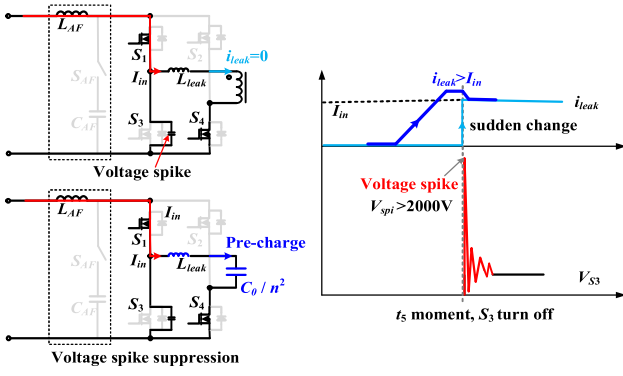 L_AF
S_AF
C_AF
S_1
S_2
I_in
L_leak
i_leak=0
S_3
S_4
Voltage spike
L_AF
S_AF
C_AF
I_in
S_1
S_2
I_in
L_leak
Pre-charge
C_0 / n^2
S_3
S_4
Voltage spike suppression
i_leak>I_in
I_in
i_leak
sudden change
Voltage spike
V_spi>2000V
V_S3
t_5 moment, S_3 turn off